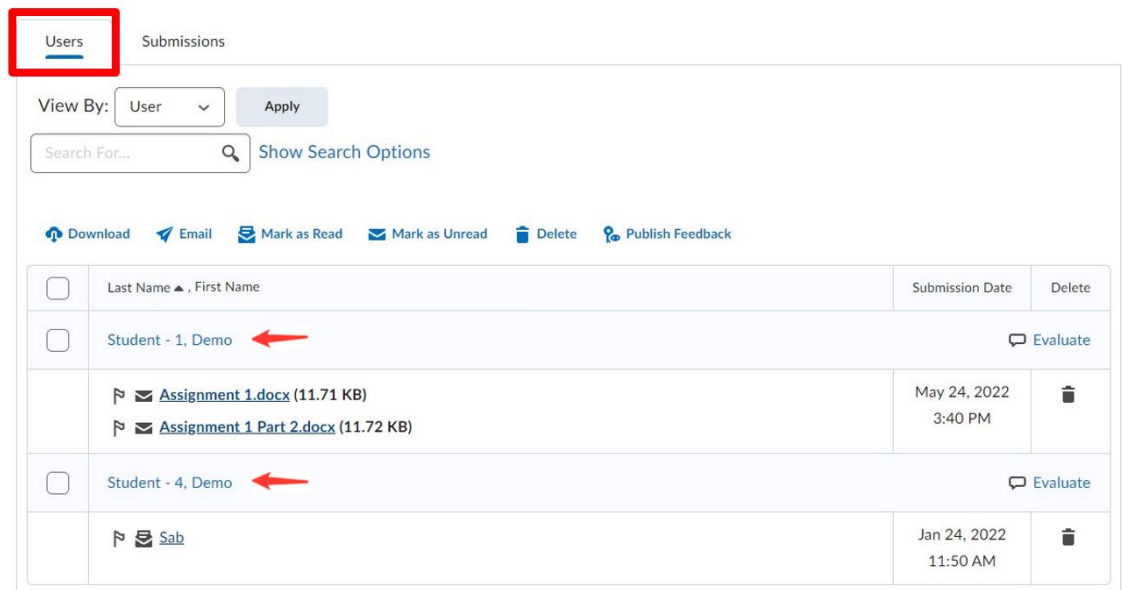 Users Submissions
View By: User Apply
Search For... Show Search Options
Download Email Mark as Read Mark as Unread Delete Publish Feedback
Last Name , First Name Submission Date Delete
Student - 1, Demo Evaluate
Assignment 1.docx (11.71 KB) May 24, 2022
3:40 PM
Assignment 1 Part 2.docx (11.72 KB)
Student - 4, Demo Evaluate
Sab Jan 24, 2022
11:50 AM